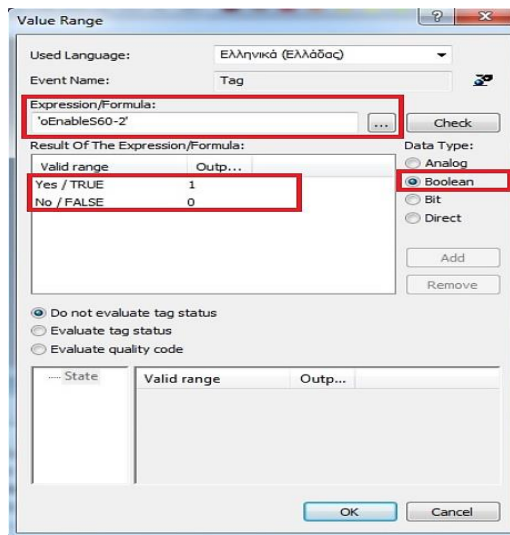 Value Range
Used Language: Ελληνικά (Ελλάδας)
Event Name: Tag
Expression/Formula:
'oEnableS60-2' ... Check
Result Of The Expression/Formula: Data Type:
Valid range Outp... Analog
Yes / TRUE 1 Boolean
No / FALSE 0 Bit
Direct
Add
Remove
Do not evaluate tag status
Evaluate tag status
Evaluate quality code
State Valid range Outp...
OK Cancel